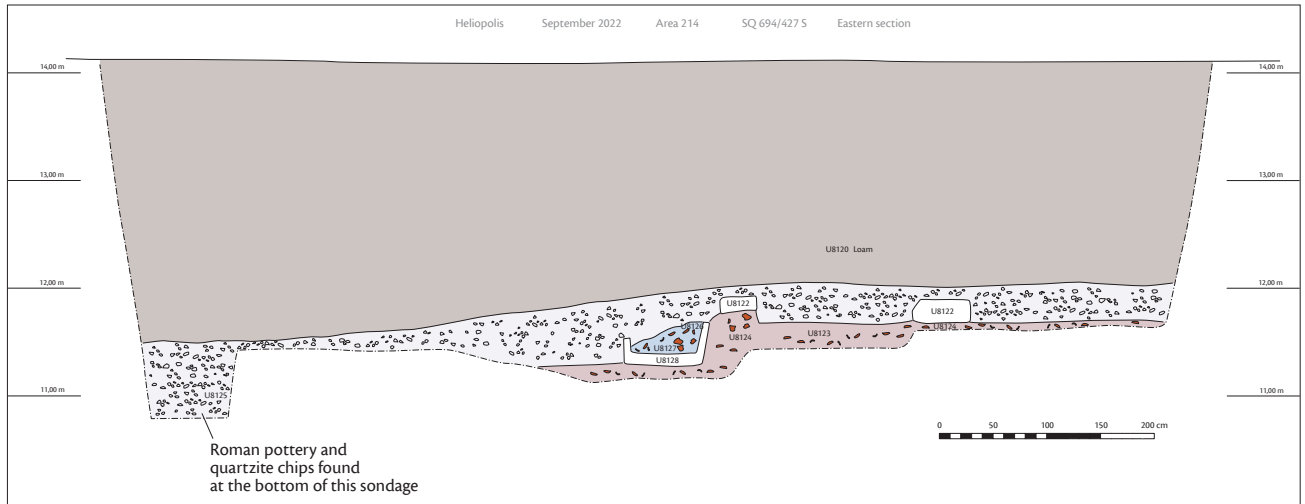 Heliopolis September 2022 Area 214 SQ 694/427 S Eastern section
14,00 m 14,00 m
13,00 m 13,00 m
U8120 Loam
12,00 m 12,00 m
U8122
U8122
U8126
U8124
U8123
U8124
U8127
U8128
11,00 m 11,00 m
U8125
0 50 100 150 200 cm
Roman pottery and
quartzite chips found
at the bottom of this sondage